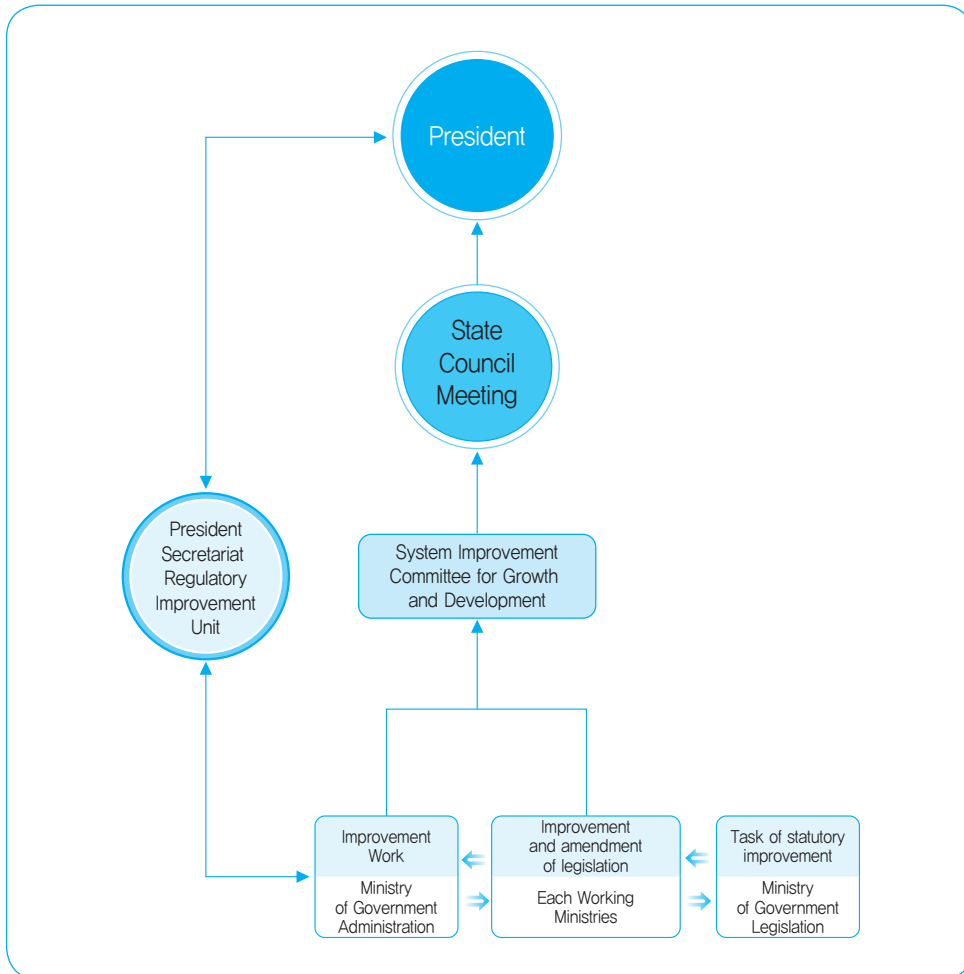 President
State
Council
Meeting
President
Secretariat
Regulatory
Improvement
Unit
System Improvement
Committee for Growth
and Development
Improvement
Work
Ministry
of Government
Administration
Improvement
and amendment
of legislation
Each Working
Ministries
Task of statutory
improvement
Ministry
of Government
Legislation